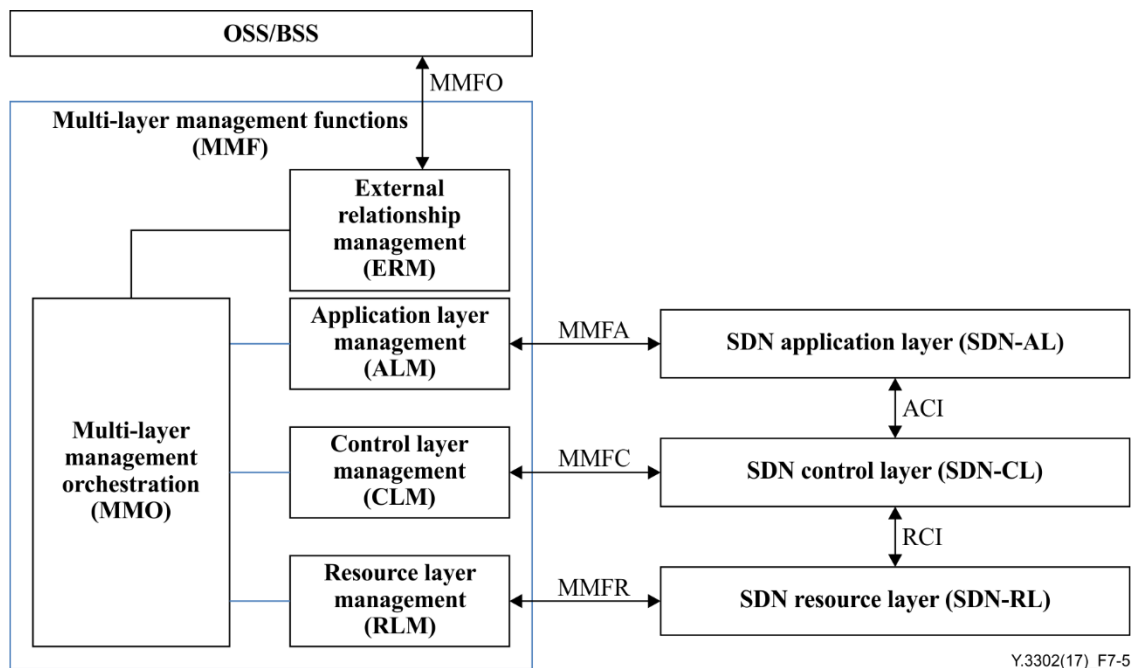 OSS/BSS
MMFO
Multi-layer management functions
(MMF)
External
relationship
management
(ERM)
Application layer
management
(ALM)
MMFA
SDN application layer (SDN-AL)
ACI
Multi-layer
management
orchestration
(MMO)
Control layer
management
(CLM)
MMFC
SDN control layer (SDN-CL)
RCI
Resource layer
management
(RLM)
MMFR
SDN resource layer (SDN-RL)
Y.3302(17)_F7-5